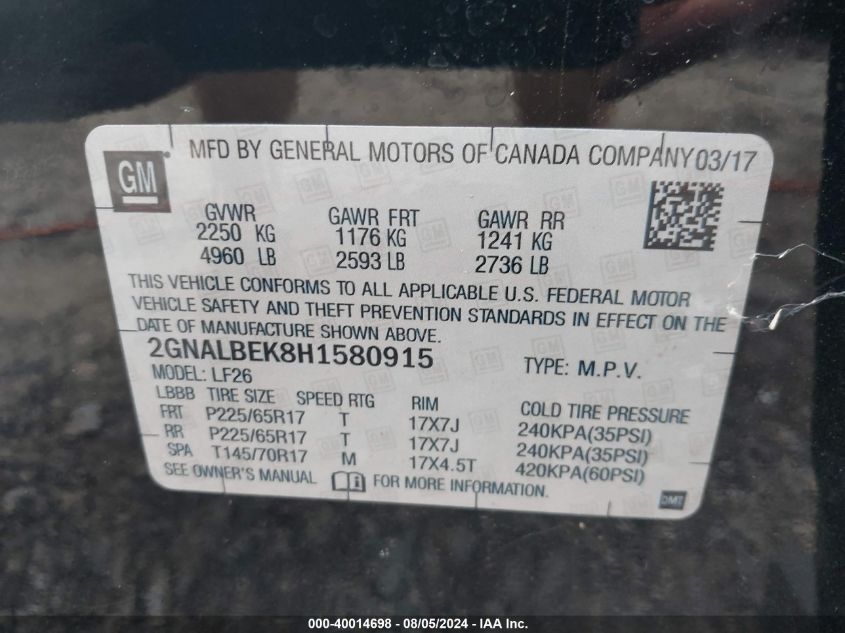 GM
MFD BY GENERAL MOTORS OF CANADA COMPANY 03/17
GVWR GAWR FRT GAWR RR
2250 KG 1176 KG 1241 KG
4960 LB 2593 LB 2736 LB
THIS VEHICLE CONFORMS TO ALL APPLICABLE U.S. FEDERAL MOTOR
VEHICLE SAFETY AND THEFT PREVENTION STANDARDS IN EFFECT ON THE
DATE OF MANUFACTURE SHOWN ABOVE.
2GNALBEK8H1580915 TYPE: M.P.V.
MODEL: LF26
LBBB TIRE SIZE SPEED RTG RIM COLD TIRE PRESSURE
FRT P225/65R17 T 17X7J 240KPA(35PSI)
RR P225/65R17 T 17X7J 240KPA(35PSI)
SPA T145/70R17 M 17X4.5T 420KPA(60PSI)
SEE OWNER'S MANUAL FOR MORE INFORMATION.
DMT
000-40014698 - 08/05/2024 - IAA Inc.